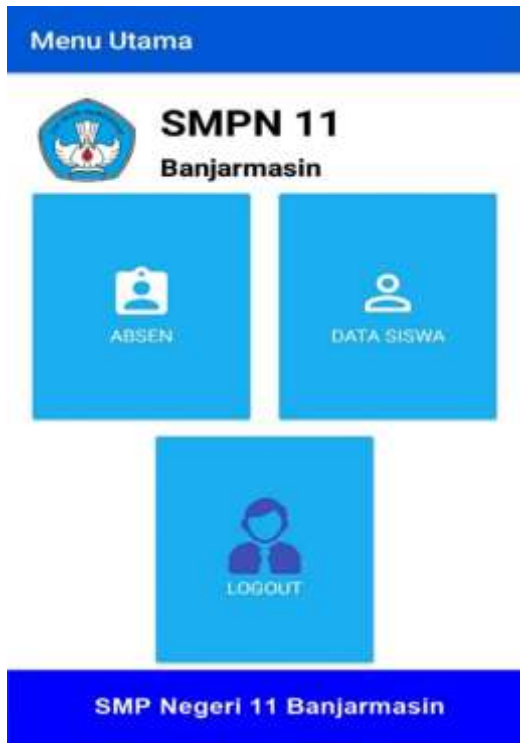 Menu Utama
SMPN 11
Banjarmasin
ABSEN
DATA SISWA
LOGOUT
SMP Negeri 11 Banjarmasin